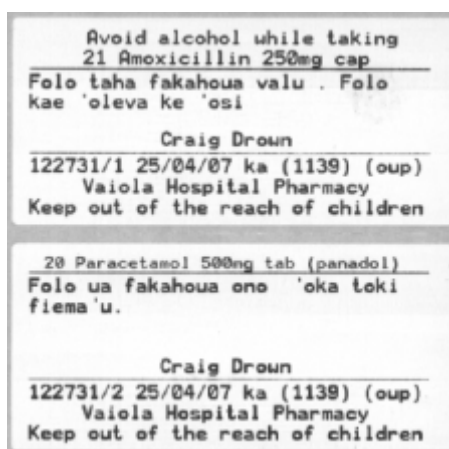 Avoid alcohol while taking
21 Amoxicillin 250mg cap
Folo taha fakahoua valu . Folo
kae 'oleva ke 'osi
Craig Drown
122731/1 25/04/07 ka (1139) (oup)
Vaiola Hospital Pharmacy
Keep out of the reach of children
20 Paracetamol 500mg tab (panadol)
Folo ua fakahoua ono 'oka toki
fiema'u.
Craig Drown
122731/2 25/04/07 ka (1139) (oup)
Vaiola Hospital Pharmacy
Keep out of the reach of children